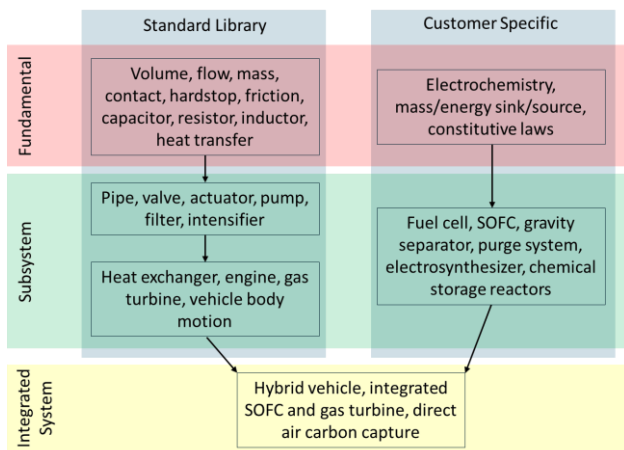 Standard Library
Customer Specific
Fundamental
Volume, flow, mass,
contact, hardstop, friction,
capacitor, resistor, inductor,
heat transfer
Electrochemistry,
mass/energy sink/source,
constitutive laws
Subsystem
Pipe, valve, actuator, pump,
filter, intensifier
Heat exchanger, engine, gas
turbine, vehicle body
motion
Fuel cell, SOFC, gravity
separator, purge system,
electrosynthesizer, chemical
storage reactors
Integrated
System
Hybrid vehicle, integrated
SOFC and gas turbine, direct
air carbon capture